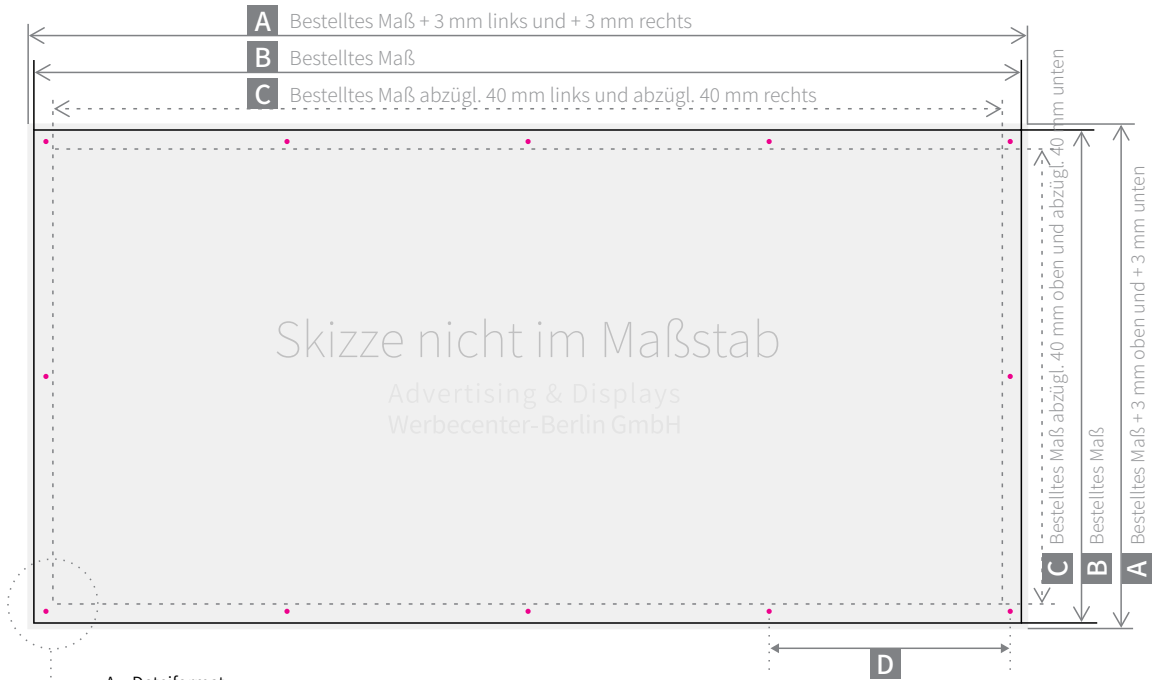 A Bestelltes Maß + 3 mm links und + 3 mm rechts
B Bestelltes Maß
C Bestelltes Maß abzügl. 40 mm links und abzügl. 40 mm rechts
Skizze nicht im Maßstab
Advertising & Displays
Werbecenter-Berlin GmbH
C Bestelltes Maß abzügl. 40 mm oben und abzügl. 40 mm unten
B Bestelltes Maß
A Bestelltes Maß + 3 mm oben und + 3 mm unten
D
A Dateiformat